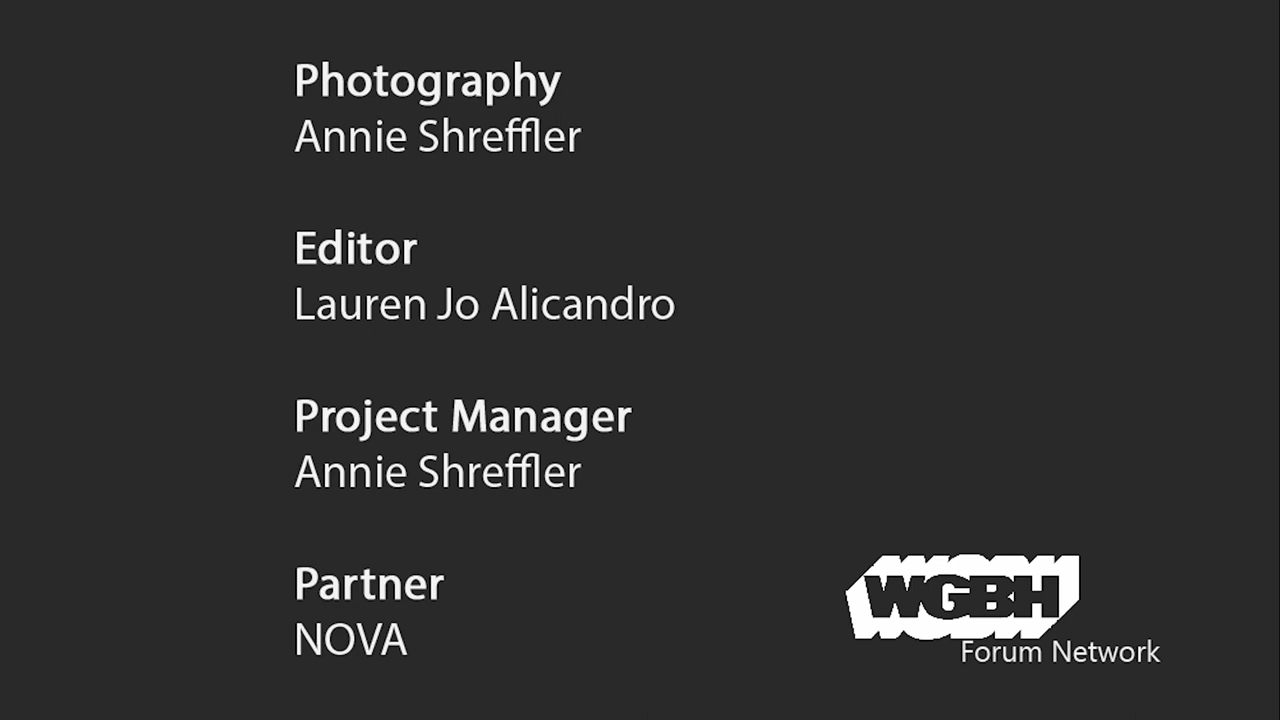 Photography
Annie Shreffler
Editor
Lauren Jo Alicandro
Project Manager
Annie Shreffler
Partner
NOVA
WGBH
Forum Network